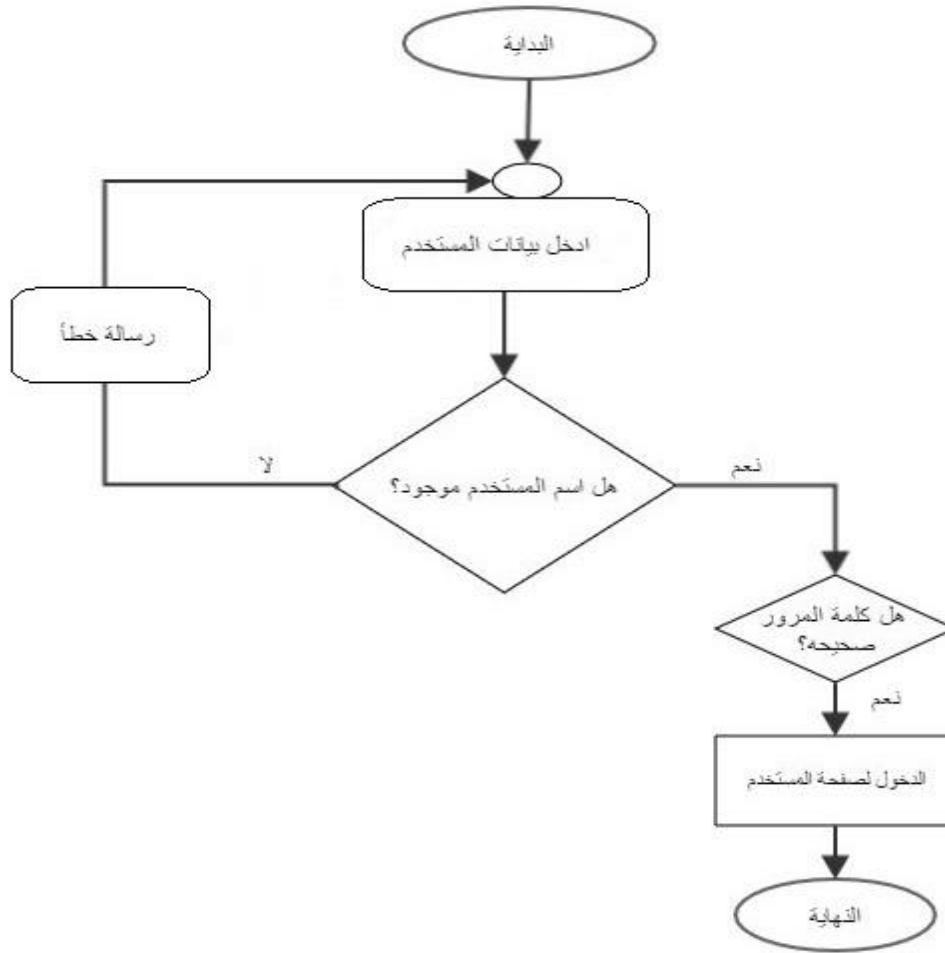 البداية
ادخل بيانات المستخدم
رسالة خطأ
لا
نعم
هل اسم المستخدم موجود؟
هل كلمة المرور
صحيحه؟
نعم
الدخول لصفحة المستخدم
النهاية